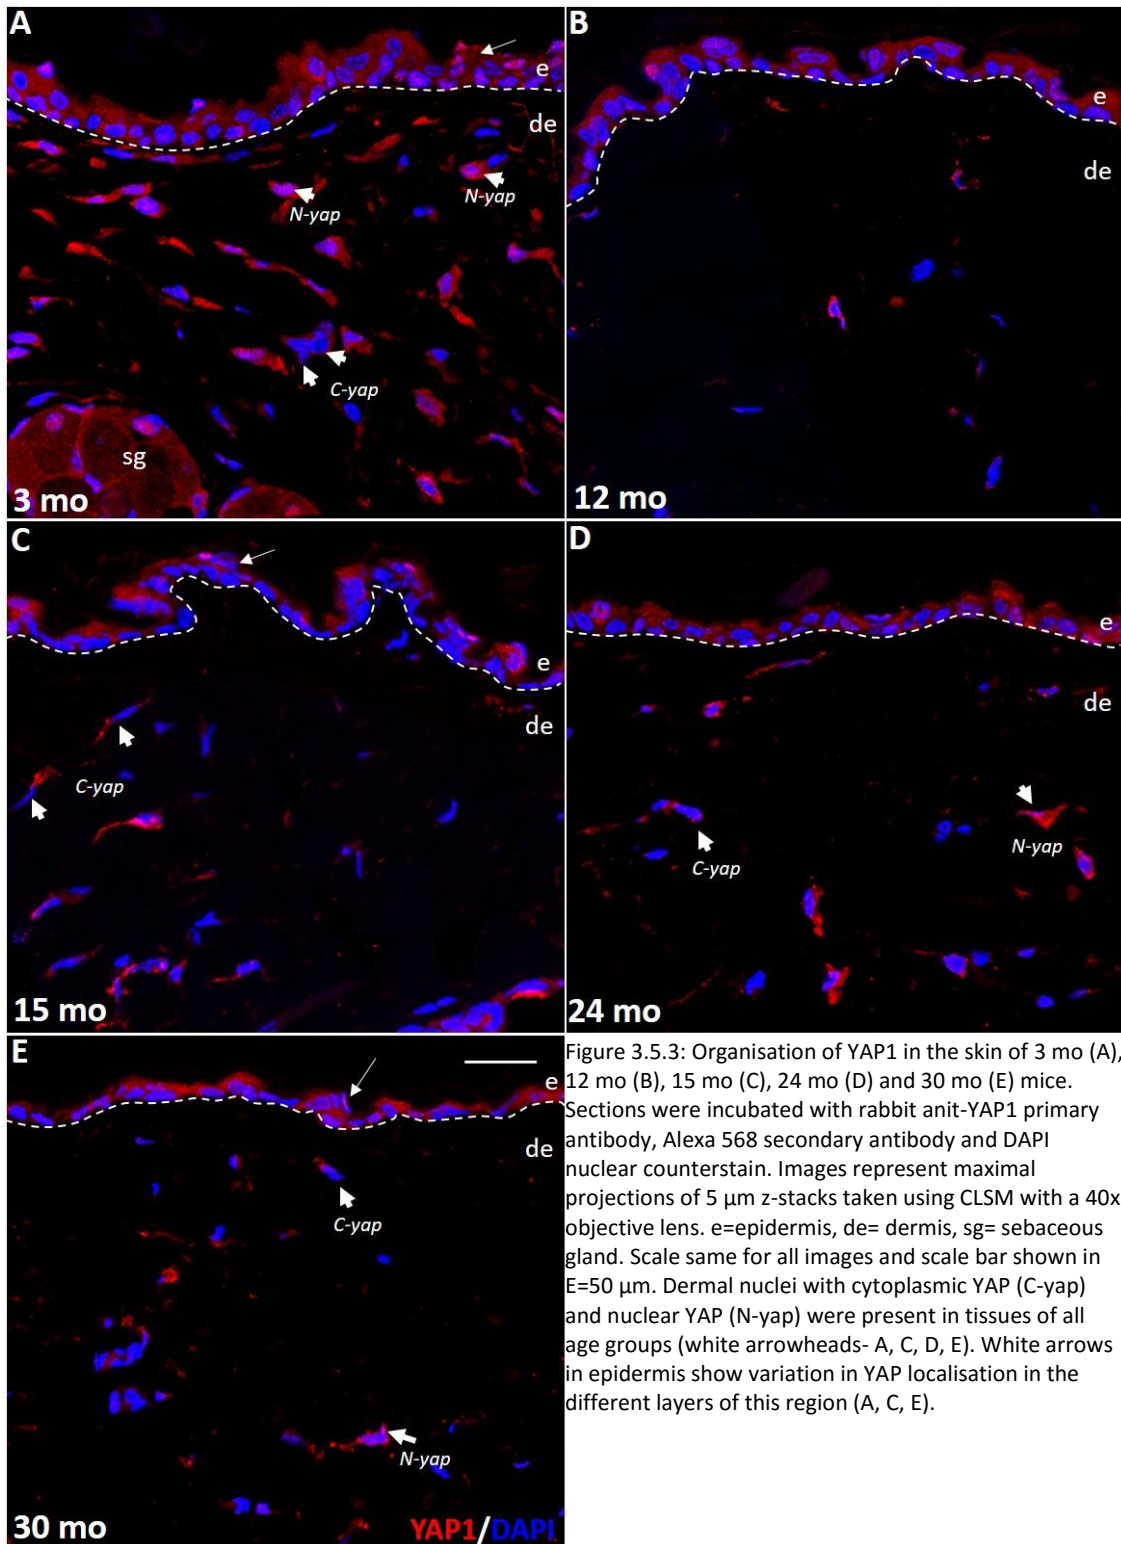 A
e
de
N-yap
N-yap
C-yap
sg
3 mo
B
e
de
12 mo
C
e
de
C-yap
15 mo
D
e
de
C-yap
N-yap
24 mo
E
e
de
C-yap
N-yap
30 mo
YAP1/DAPI
Figure 3.5.3: Organisation of YAP1 in the skin of 3 mo (A),
12 mo (B), 15 mo (C), 24 mo (D) and 30 mo (E) mice.
Sections were incubated with rabbit anit-YAP1 primary
antibody, Alexa 568 secondary antibody and DAPI
nuclear counterstain. Images represent maximal
projections of 5 µm z-stacks taken using CLSM with a 40x
objective lens. e=epidermis, de= dermis, sg= sebaceous
gland. Scale same for all images and scale bar shown in
E=50 µm. Dermal nuclei with cytoplasmic YAP (C-yap)
and nuclear YAP (N-yap) were present in tissues of all
age groups (white arrowheads- A, C, D, E). White arrows
in epidermis show variation in YAP localisation in the
different layers of this region (A, C, E).